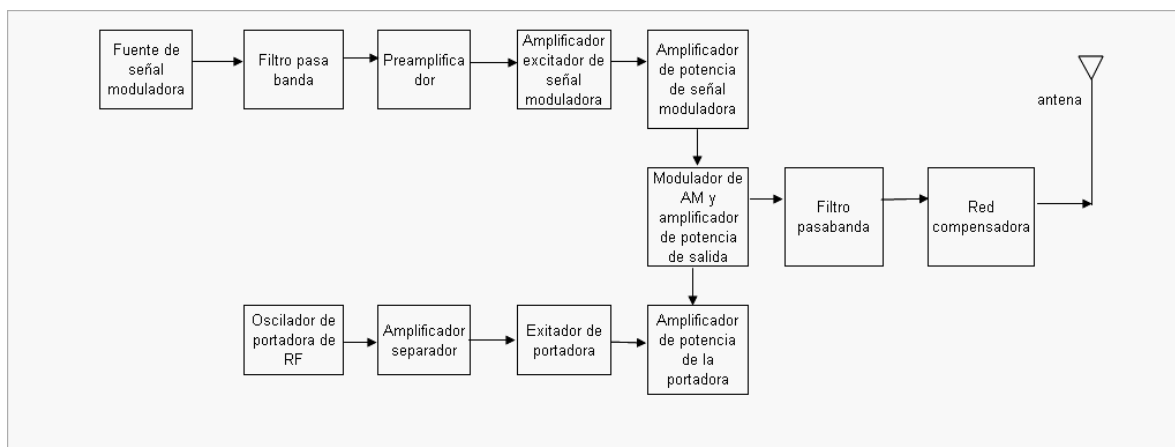 Fuente de
señal
moduladora
Filtro pasa
banda
Preamplifica
dor
Amplificador
excitador de
señal
moduladora
Amplificador
de potencia
de señal
moduladora
antena
Modulador de
AM y
amplificador
de potencia
de salida
Filtro
pasabanda
Red
compensadora
Oscilador de
portadora de
RF
Amplificador
separador
Exitador de
portadora
Amplificador
de potencia
de la
portadora